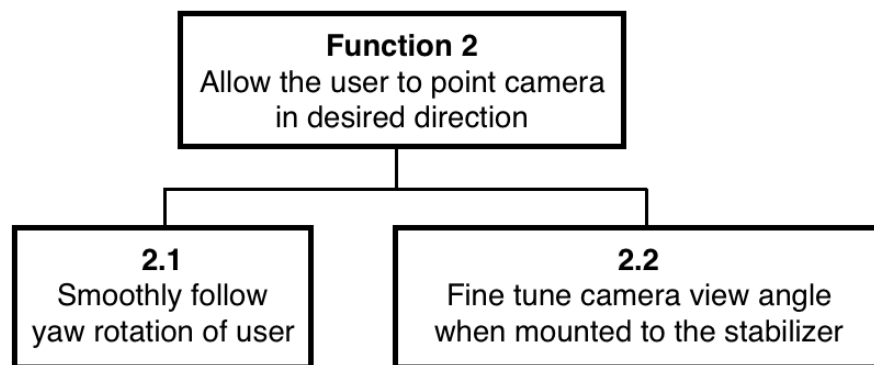 Function 2
Allow the user to point camera
in desired direction
2.1
Smoothly follow
yaw rotation of user
2.2
Fine tune camera view angle
when mounted to the stabilizer